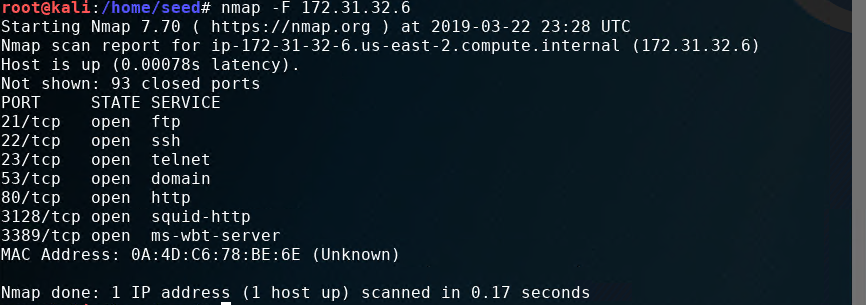 root@kali:/home/seed# nmap -F 172.31.32.6
Starting Nmap 7.70 ( https://nmap.org ) at 2019-03-22 23:28 UTC
Nmap scan report for ip-172-31-32-6.us-east-2.compute.internal (172.31.32.6)
Host is up (0.00078s latency).
Not shown: 93 closed ports
PORT     STATE SERVICE
21/tcp   open  ftp
22/tcp   open  ssh
23/tcp   open  telnet
53/tcp   open  domain
80/tcp   open  http
3128/tcp open  squid-http
3389/tcp open  ms-wbt-server
MAC Address: 0A:4D:C6:78:BE:6E (Unknown)
Nmap done: 1 IP address (1 host up) scanned in 0.17 seconds